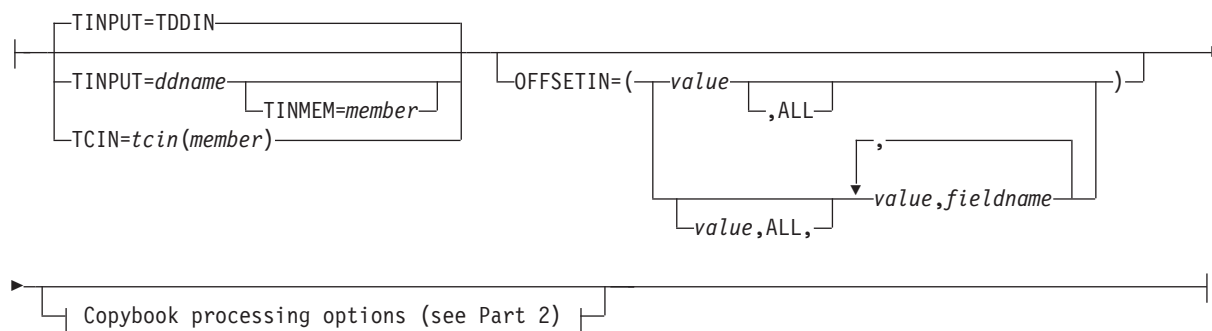 TINPUT=TDDIN
TINPUT=ddname
TINMEM=member
TCIN=tcin(member)
OFFSETIN=( value )
,ALL
,
value,fieldname
value,ALL,
Copybook processing options (see Part 2)